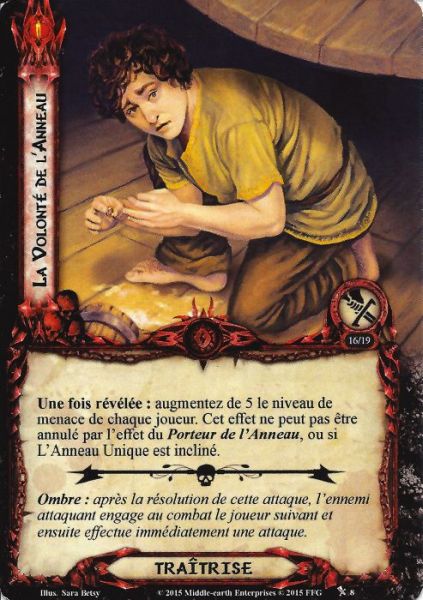 LA VOLONTÉ DE L'ANNEAU
16/19
Une fois révélée : augmentez de 5 le niveau de
menace de chaque joueur. Cet effet ne peut pas être
annulé par l'effet du Porteur de l'Anneau, ou si
L'Anneau Unique est incliné.
Ombre : après la résolution de cette attaque, l'ennemi
attaquant engage au combat le joueur suivant et
ensuite effectue immédiatement une attaque.
TRAÎTRISE
Illus. Sara Betsy © 2015 Middle-earth Enterprises © 2015 FFG 8